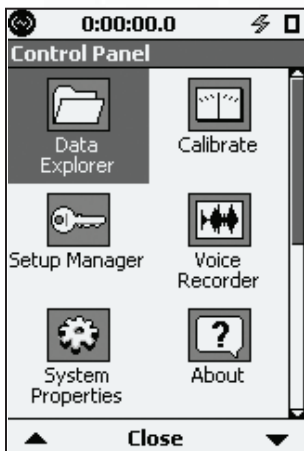 0:00:00.0
Control Panel
Data
Explorer
Calibrate
Setup Manager
Voice
Recorder
System
Properties
?
About
Close